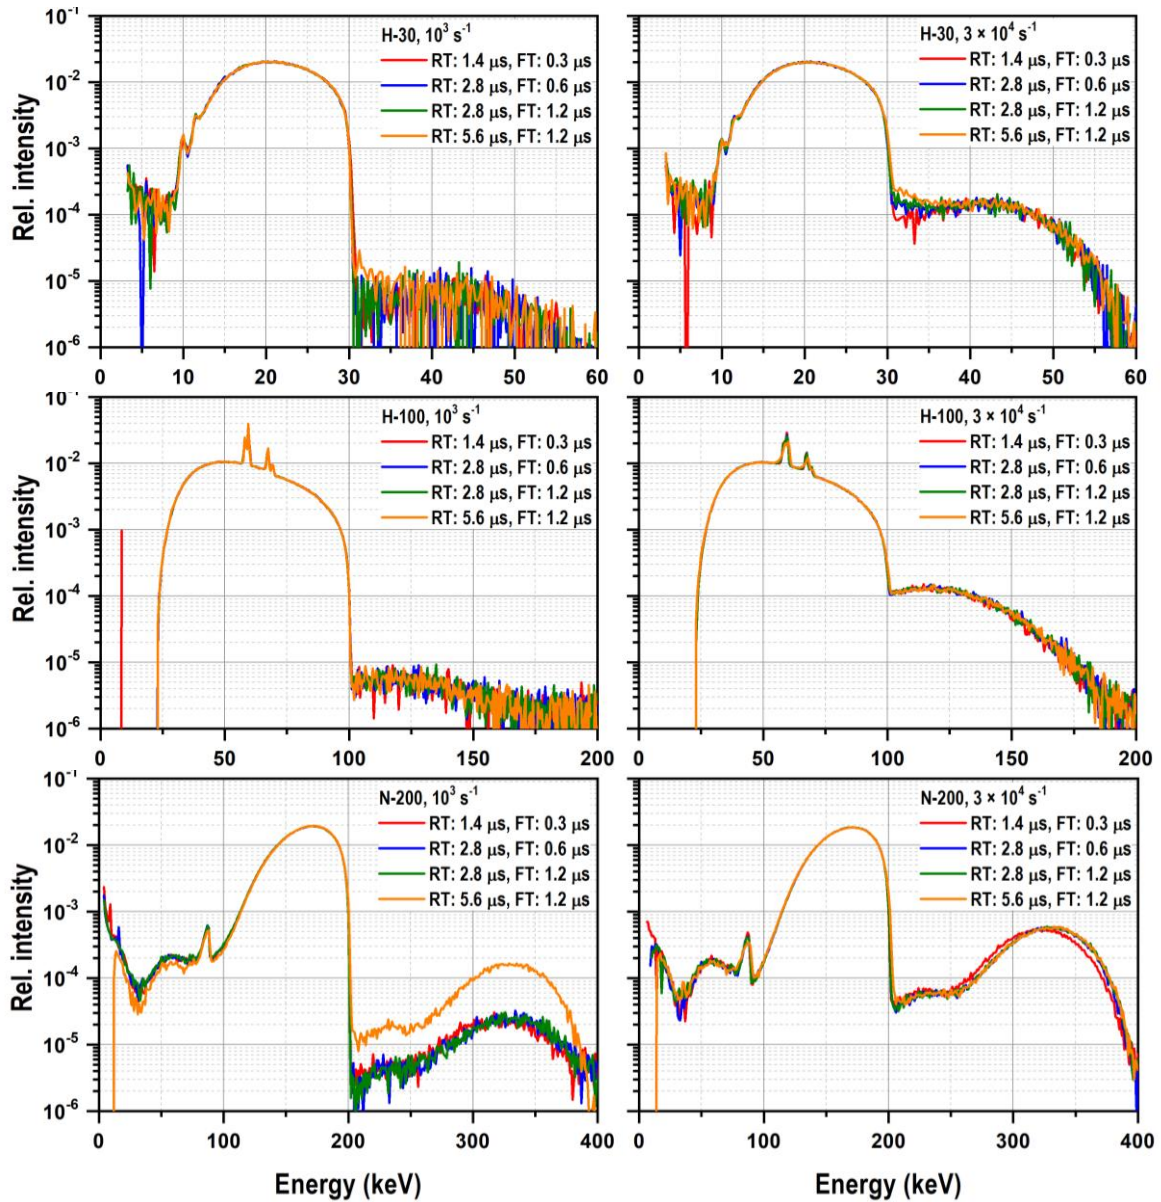 H-30, 10³ s⁻¹
RT: 1.4 μs, FT: 0.3 μs
RT: 2.8 μs, FT: 0.6 μs
RT: 2.8 μs, FT: 1.2 μs
RT: 5.6 μs, FT: 1.2 μs
10⁻¹
10⁻²
10⁻³
10⁻⁴
10⁻⁵
10⁻⁶
Rel. intensity
0 10 20 30 40 50 60
H-30, 3 × 10⁴ s⁻¹
RT: 1.4 μs, FT: 0.3 μs
RT: 2.8 μs, FT: 0.6 μs
RT: 2.8 μs, FT: 1.2 μs
RT: 5.6 μs, FT: 1.2 μs
0 10 20 30 40 50 60
H-100, 10³ s⁻¹
RT: 1.4 μs, FT: 0.3 μs
RT: 2.8 μs, FT: 0.6 μs
RT: 2.8 μs, FT: 1.2 μs
RT: 5.6 μs, FT: 1.2 μs
10⁻¹
10⁻²
10⁻³
10⁻⁴
10⁻⁵
10⁻⁶
Rel. intensity
0 50 100 150 200
H-100, 3 × 10⁴ s⁻¹
RT: 1.4 μs, FT: 0.3 μs
RT: 2.8 μs, FT: 0.6 μs
RT: 2.8 μs, FT: 1.2 μs
RT: 5.6 μs, FT: 1.2 μs
0 25 50 75 100 125 150 175 200
N-200, 10³ s⁻¹
RT: 1.4 μs, FT: 0.3 μs
RT: 2.8 μs, FT: 0.6 μs
RT: 2.8 μs, FT: 1.2 μs
RT: 5.6 μs, FT: 1.2 μs
10⁻¹
10⁻²
10⁻³
10⁻⁴
10⁻⁵
10⁻⁶
Rel. intensity
0 100 200 300 400
Energy (keV)
N-200, 3 × 10⁴ s⁻¹
RT: 1.4 μs, FT: 0.3 μs
RT: 2.8 μs, FT: 0.6 μs
RT: 2.8 μs, FT: 1.2 μs
RT: 5.6 μs, FT: 1.2 μs
0 100 200 300 400
Energy (keV)